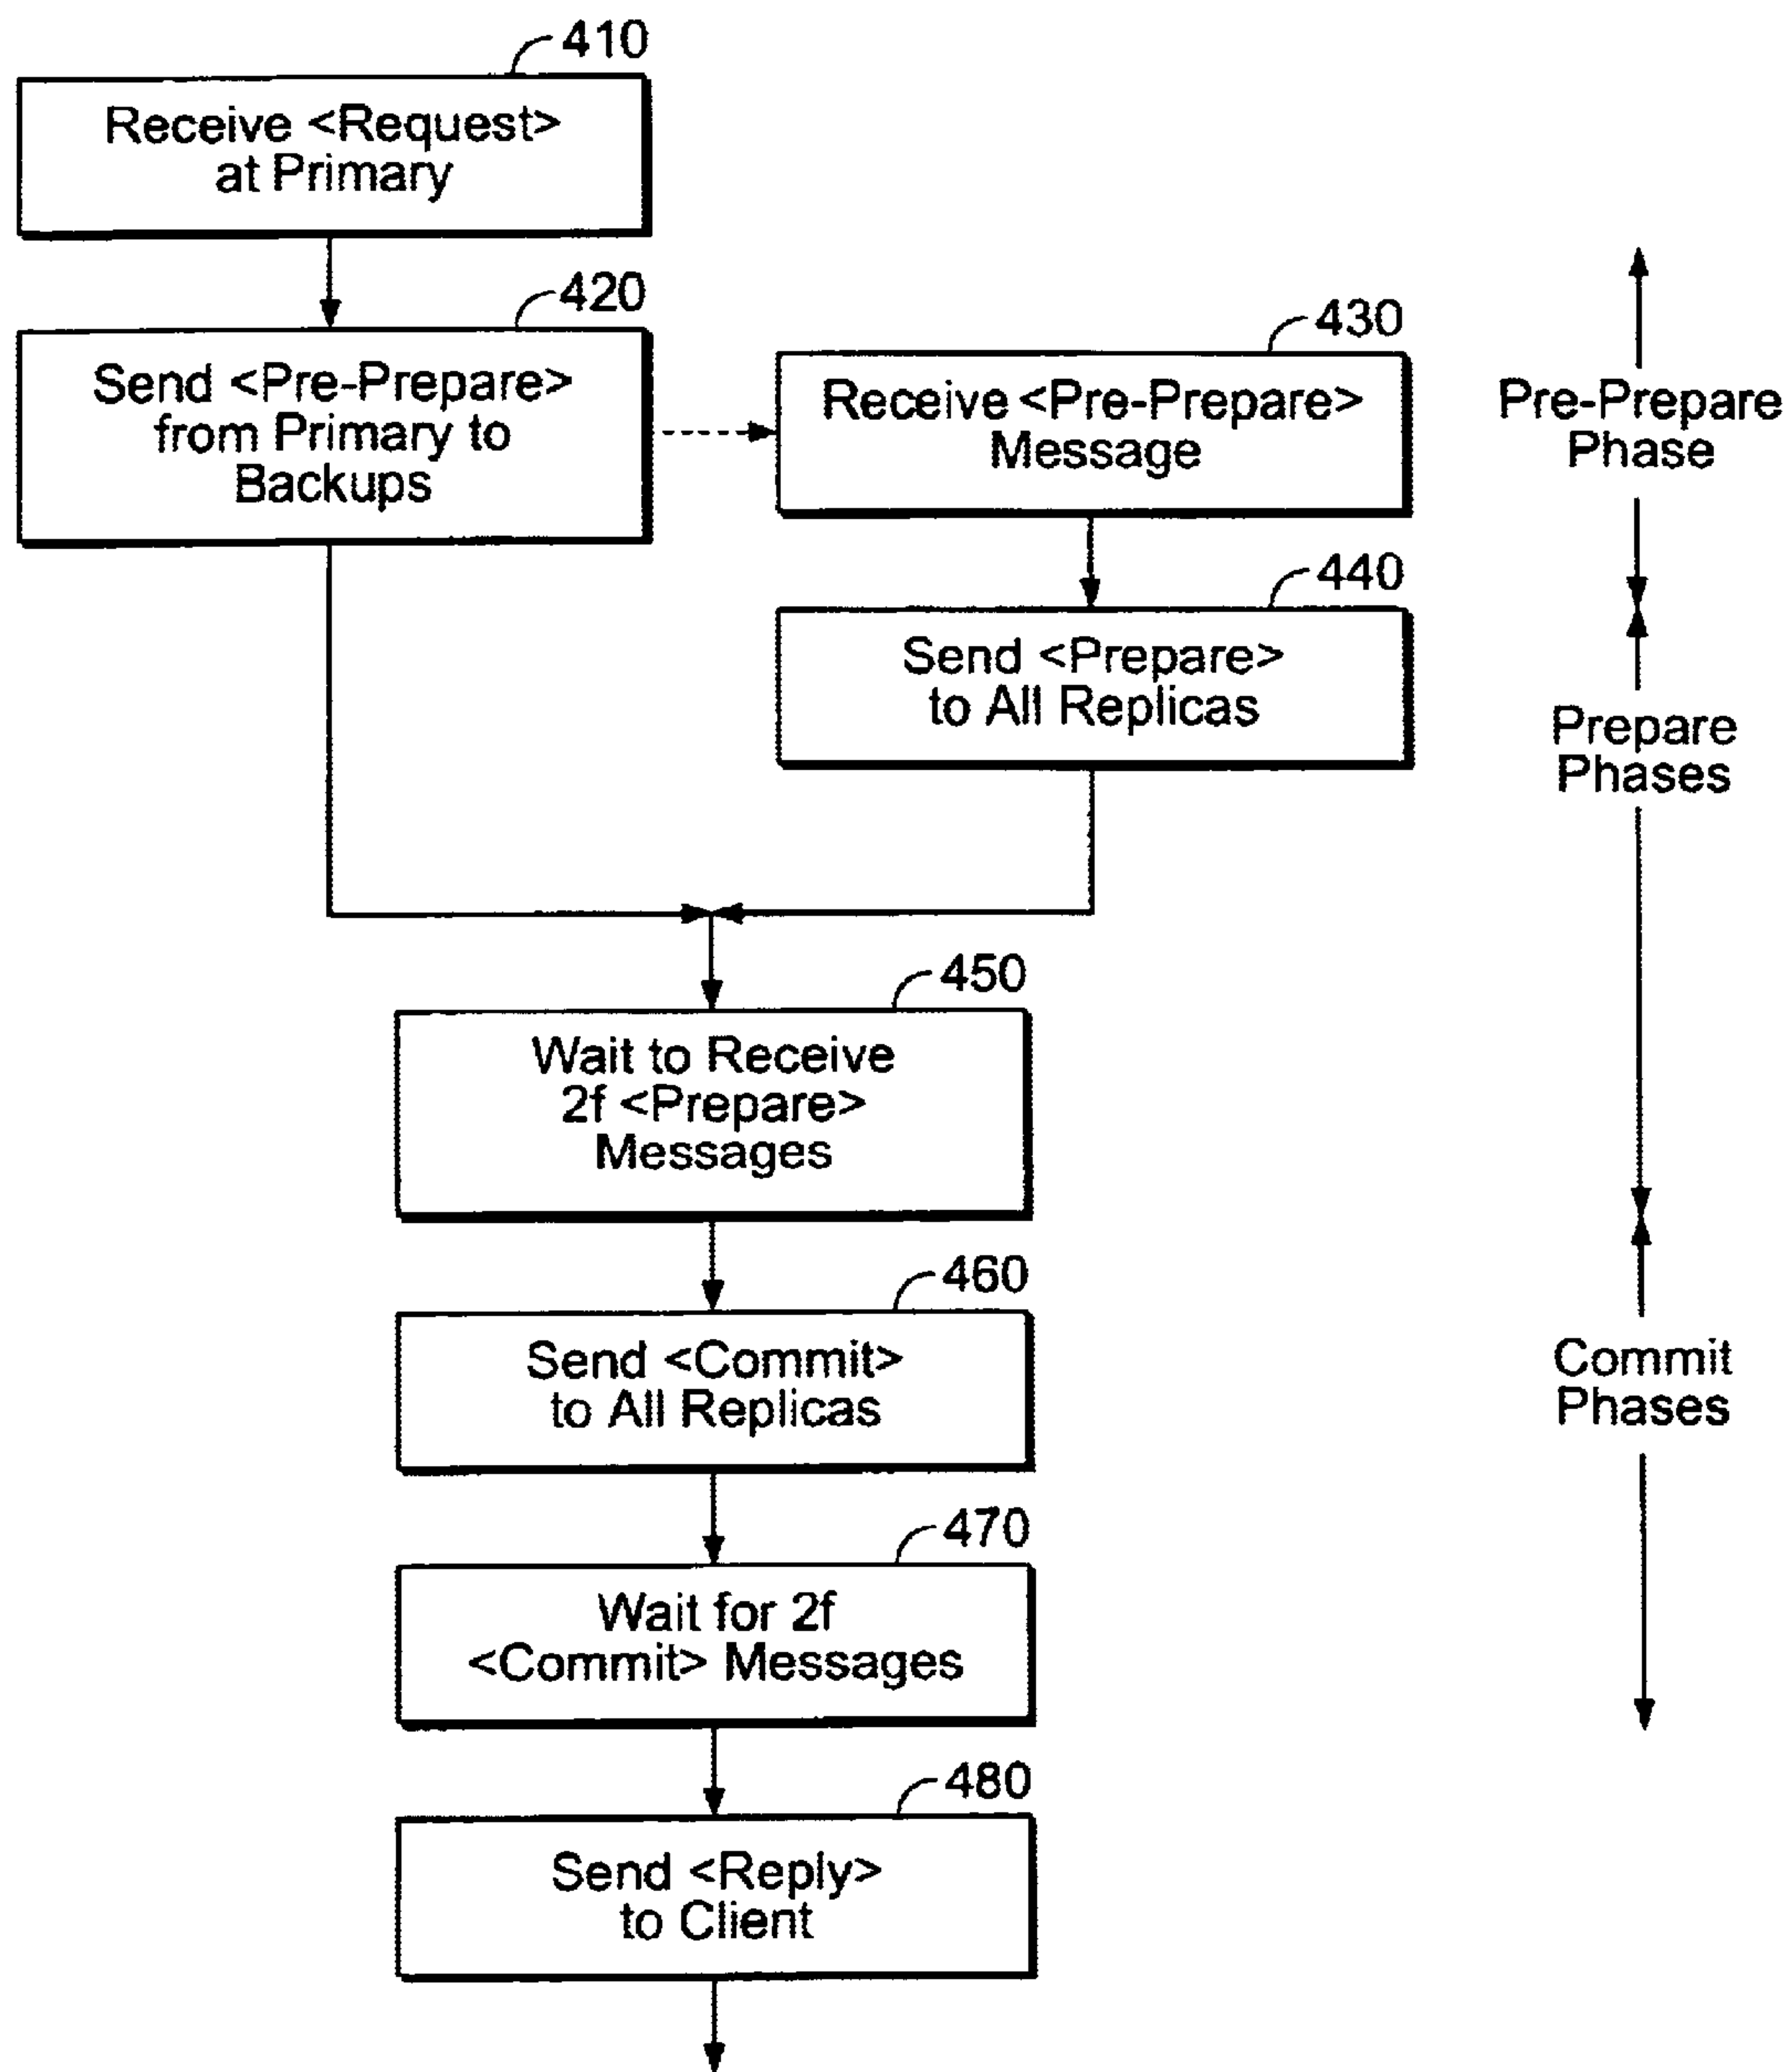 410
Receive <Request>
at Primary
420
Send <Pre-Prepare>
from Primary to
Backups
430
Receive <Pre-Prepare>
Message
Pre-Prepare
Phase
440
Send <Prepare>
to All Replicas
Prepare
Phases
450
Wait to Receive
2f <Prepare>
Messages
460
Send <Commit>
to All Replicas
Commit
Phases
470
Wait for 2f
<Commit> Messages
480
Send <Reply>
to Client